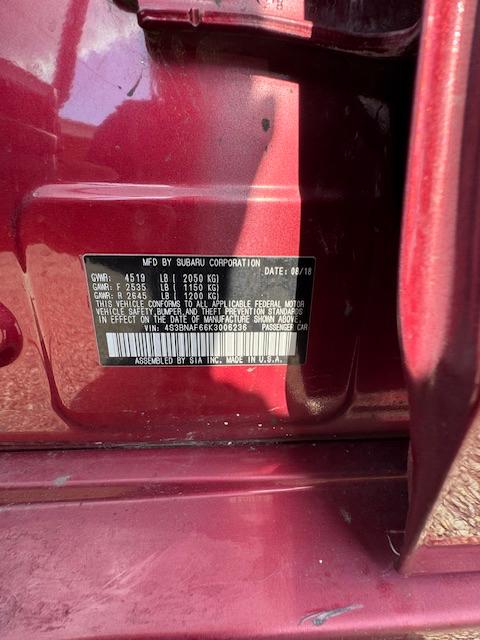 MFD BY SUBARU CORPORATION
DATE: 08/18
GVWR: 4519 LB ( 2050 KG)
GAWR: F 2535 LB ( 1150 KG)
GAWR: R 2645 LB ( 1200 KG)
THIS VEHICLE CONFORMS TO ALL APPLICABLE FEDERAL MOTOR
VEHICLE SAFETY,BUMPER,AND THEFT PREVENTION STANDARDS
IN EFFECT ON THE DATE OF MANUFACTURE SHOWN ABOVE.
VIN: 4S3BNAF66K3006236 PASSENGER CAR
ASSEMBLED BY SIA INC. MADE IN U.S.A.